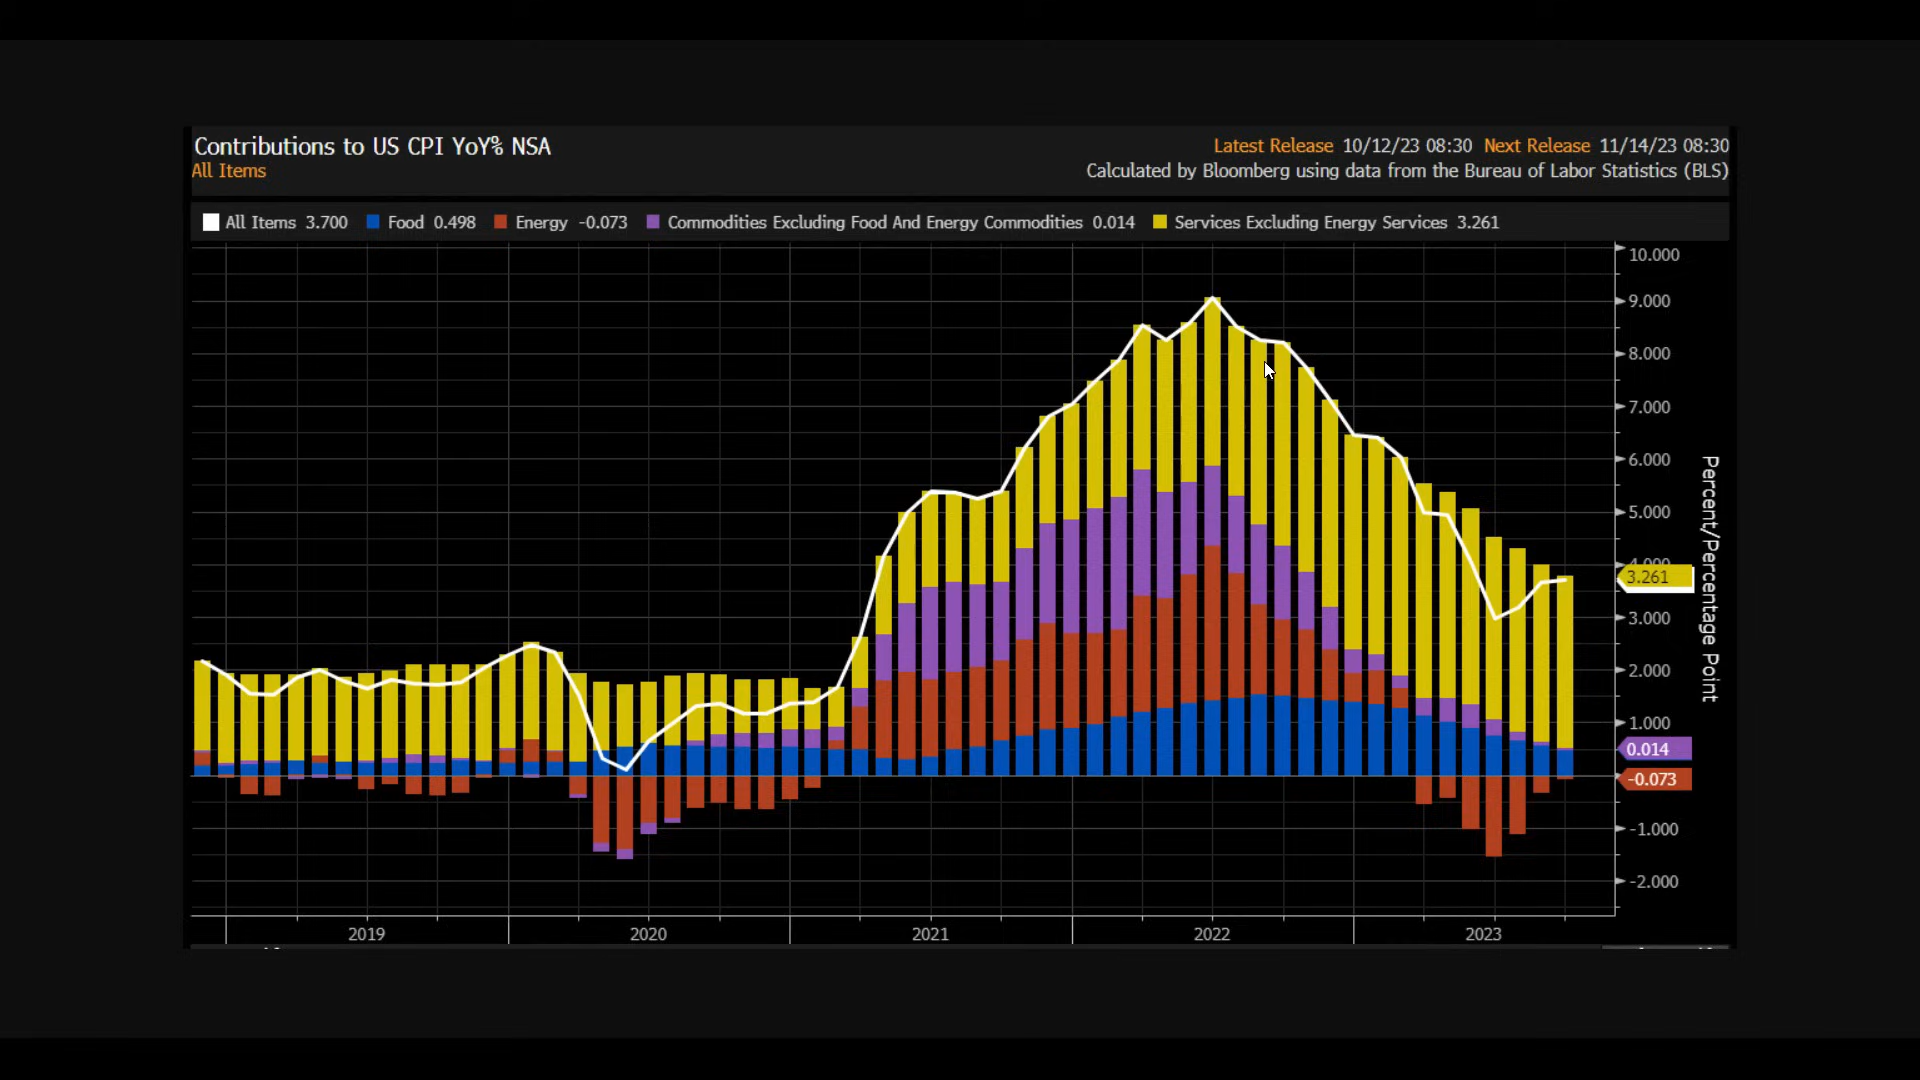 Contributions to US CPI YoY% NSA
Latest Release 10/12/23 08:30 Next Release 11/14/23 08:30
All Items
Calculated by Bloomberg using data from the Bureau of Labor Statistics (BLS)
All Items 3.700 Food 0.498 Energy -0.073 Commodities Excluding Food And Energy Commodities 0.014 Services Excluding Energy Services 3.261
10.000
9.000
8.000
7.000
6.000
5.000
3.261
3.000
2.000
1.000
0.014
-0.073
-1.000
-2.000
Percent/Percentage Point
2019 2020 2021 2022 2023